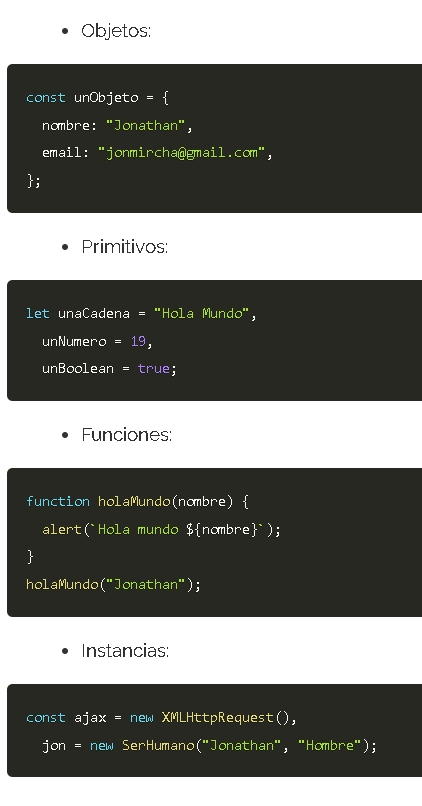 • Objetos:
const unObjeto = {
  nombre: "Jonathan",
  email: "jonmircha@gmail.com",
};
• Primitivos:
let unaCadena = "Hola Mundo",
  unNumero = 19,
  unBoolean = true;
• Funciones:
function holaMundo(nombre) {
  alert(`Hola mundo ${nombre}`);
}
holaMundo("Jonathan");
• Instancias:
const ajax = new XMLHttpRequest(),
  jon = new SerHumano("Jonathan", "Hombre");